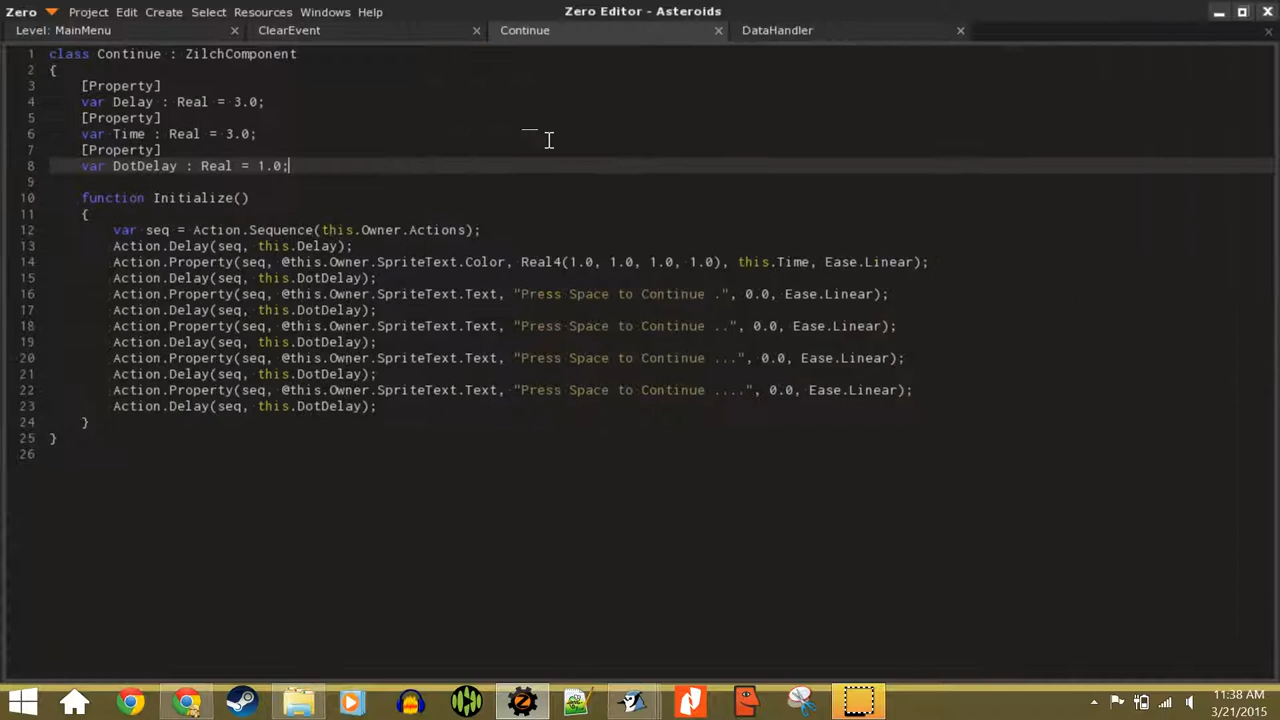 Zero Project Edit Create Select Resources Windows Help Zero Editor - Asteroids
Level: MainMenu ClearEvent Continue DataHandler
1 class Continue : ZilchComponent
2 {
3 [Property]
4 var Delay : Real = 3.0;
5 [Property]
6 var Time : Real = 3.0;
7 [Property]
8 var DotDelay : Real = 1.0;
9
10 function Initialize()
11 {
12 var seq = Action.Sequence(this.Owner.Actions);
13 Action.Delay(seq, this.Delay);
14 Action.Property(seq, @this.Owner.SpriteText.Color, Real4(1.0, 1.0, 1.0, 1.0), this.Time, Ease.Linear);
15 Action.Delay(seq, this.DotDelay);
16 Action.Property(seq, @this.Owner.SpriteText.Text, "Press Space to Continue .", 0.0, Ease.Linear);
17 Action.Delay(seq, this.DotDelay);
18 Action.Property(seq, @this.Owner.SpriteText.Text, "Press Space to Continue ..", 0.0, Ease.Linear);
19 Action.Delay(seq, this.DotDelay);
20 Action.Property(seq, @this.Owner.SpriteText.Text, "Press Space to Continue ...", 0.0, Ease.Linear);
21 Action.Delay(seq, this.DotDelay);
22 Action.Property(seq, @this.Owner.SpriteText.Text, "Press Space to Continue ....", 0.0, Ease.Linear);
23 Action.Delay(seq, this.DotDelay);
24 }
25 }
26
11:38 AM
3/21/2015